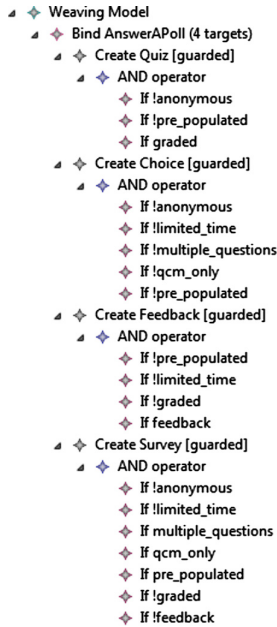 Weaving Model
Bind AnswerAPoll (4 targets)
Create Quiz [guarded]
AND operator
If !anonymous
If !pre_populated
If graded
Create Choice [guarded]
AND operator
If !anonymous
If !limited_time
If !multiple_questions
If !qcm_only
If !pre_populated
Create Feedback [guarded]
AND operator
If !pre_populated
If !limited_time
If !graded
If feedback
Create Survey [guarded]
AND operator
If !anonymous
If !limited_time
If multiple_questions
If qcm_only
If pre_populated
If !graded
If !feedback